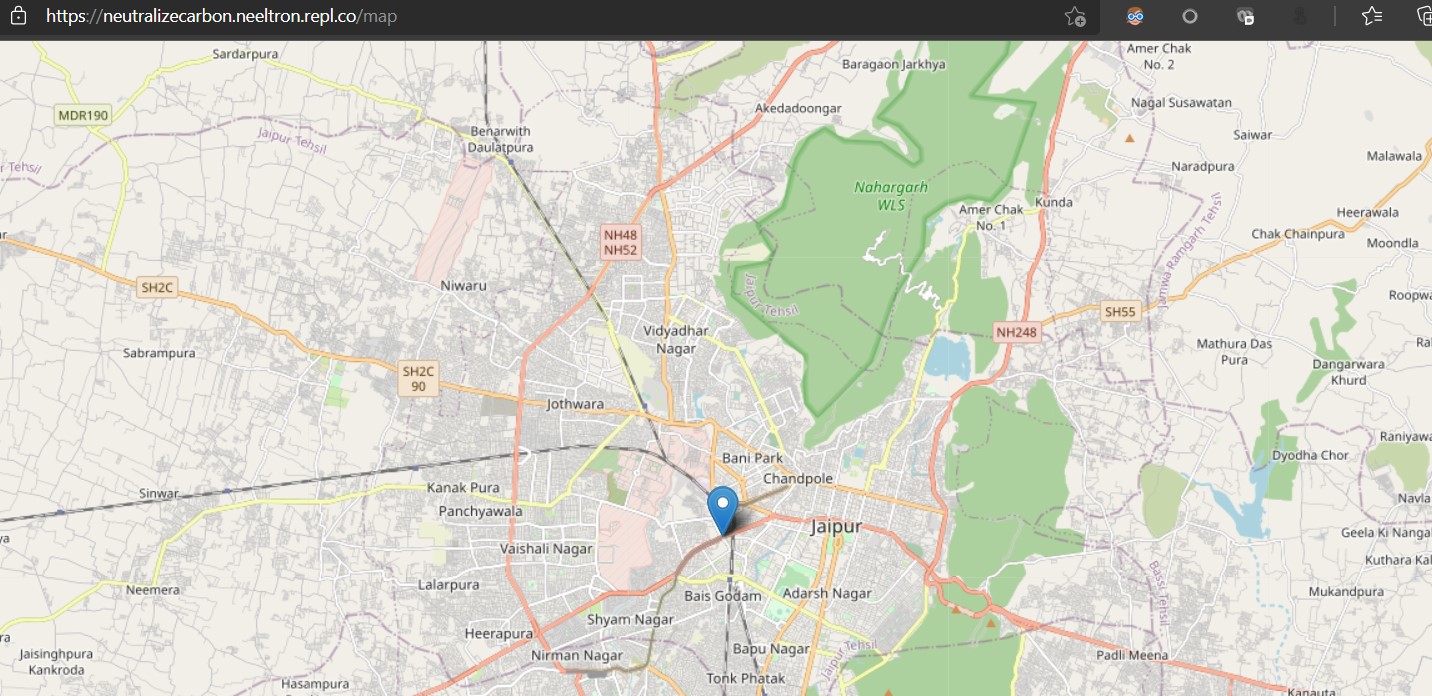 https://neutralizecarbon.neeltron.repl.co/map
Sardarpura
Baragaon Jarkhya
Amer Chak
No. 2
MDR190
Akedadoongar
Nagal Susawatan
Benarwith
Daulatpura
Jaipur Tehsil
Saiwar
Malawala
r Tehsil
Naradpura
Nahargarh
WLS
Amer Chak
No. 1
Kunda
Heerawala
NH48
NH52
Chak Chainpura
Moondla
Jamwa Ramgarh Tehsil
SH2C
Niwaru
Jaipur Tehsil
Roopwa
SH55
NH248
Vidyadhar
Nagar
Mathura Das
Pura
Sabrampura
Ral
Dangarwara
Khurd
SH2C
90
Jothwara
Raniyawa
Bani Park
Dyodha Chor
Chandpole
Kanak Pura
Sinwar
Navla
Panchyawala
Jaipur
Geela Ki Nangal
ya
Vaishali Nagar
Kuthara Kal
Lalarpura
Neemera
Bais Godam
Adarsh Nagar
Mukandpura
Bassi Tehsil
Shyam Nagar
Heerapura
ra
Jaisinghpura
Kankroda
Nirman Nagar
Bapu Nagar
Jaipur Tehsil
Padli Meena
Hasampura
Tonk Phatak
Kanauta